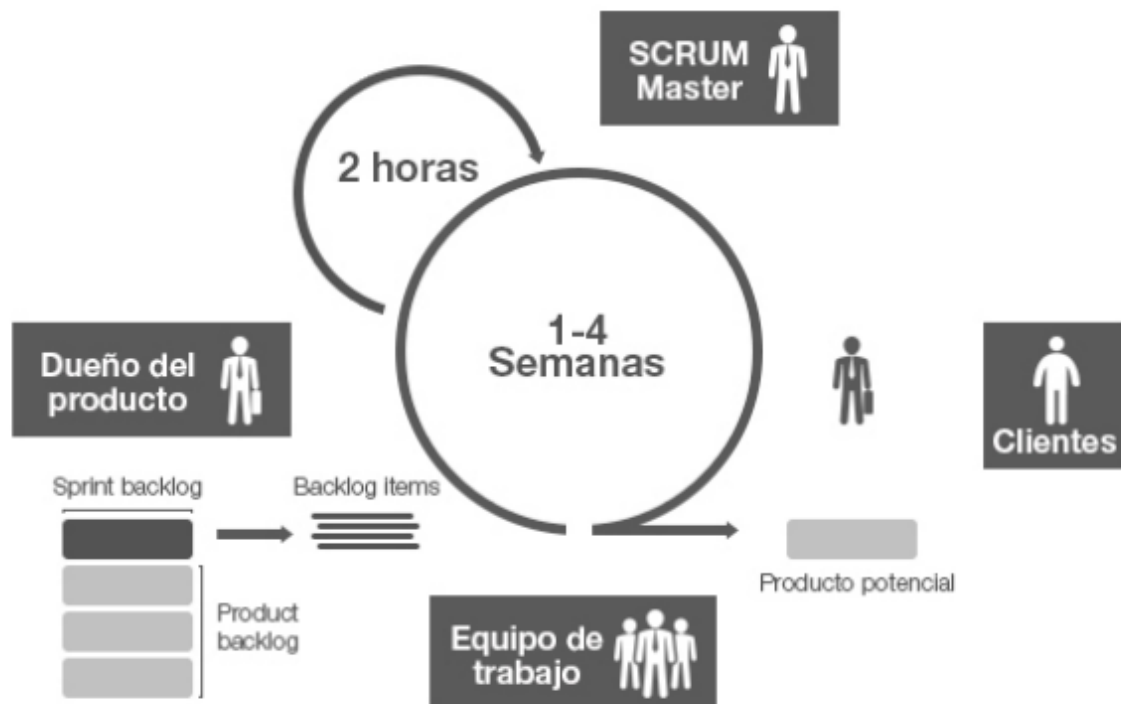 SCRUM
Master
2 horas
1-4
Semanas
Dueño del
producto
Clientes
Sprint backlog
Backlog items
Product
backlog
Producto potencial
Equipo de
trabajo